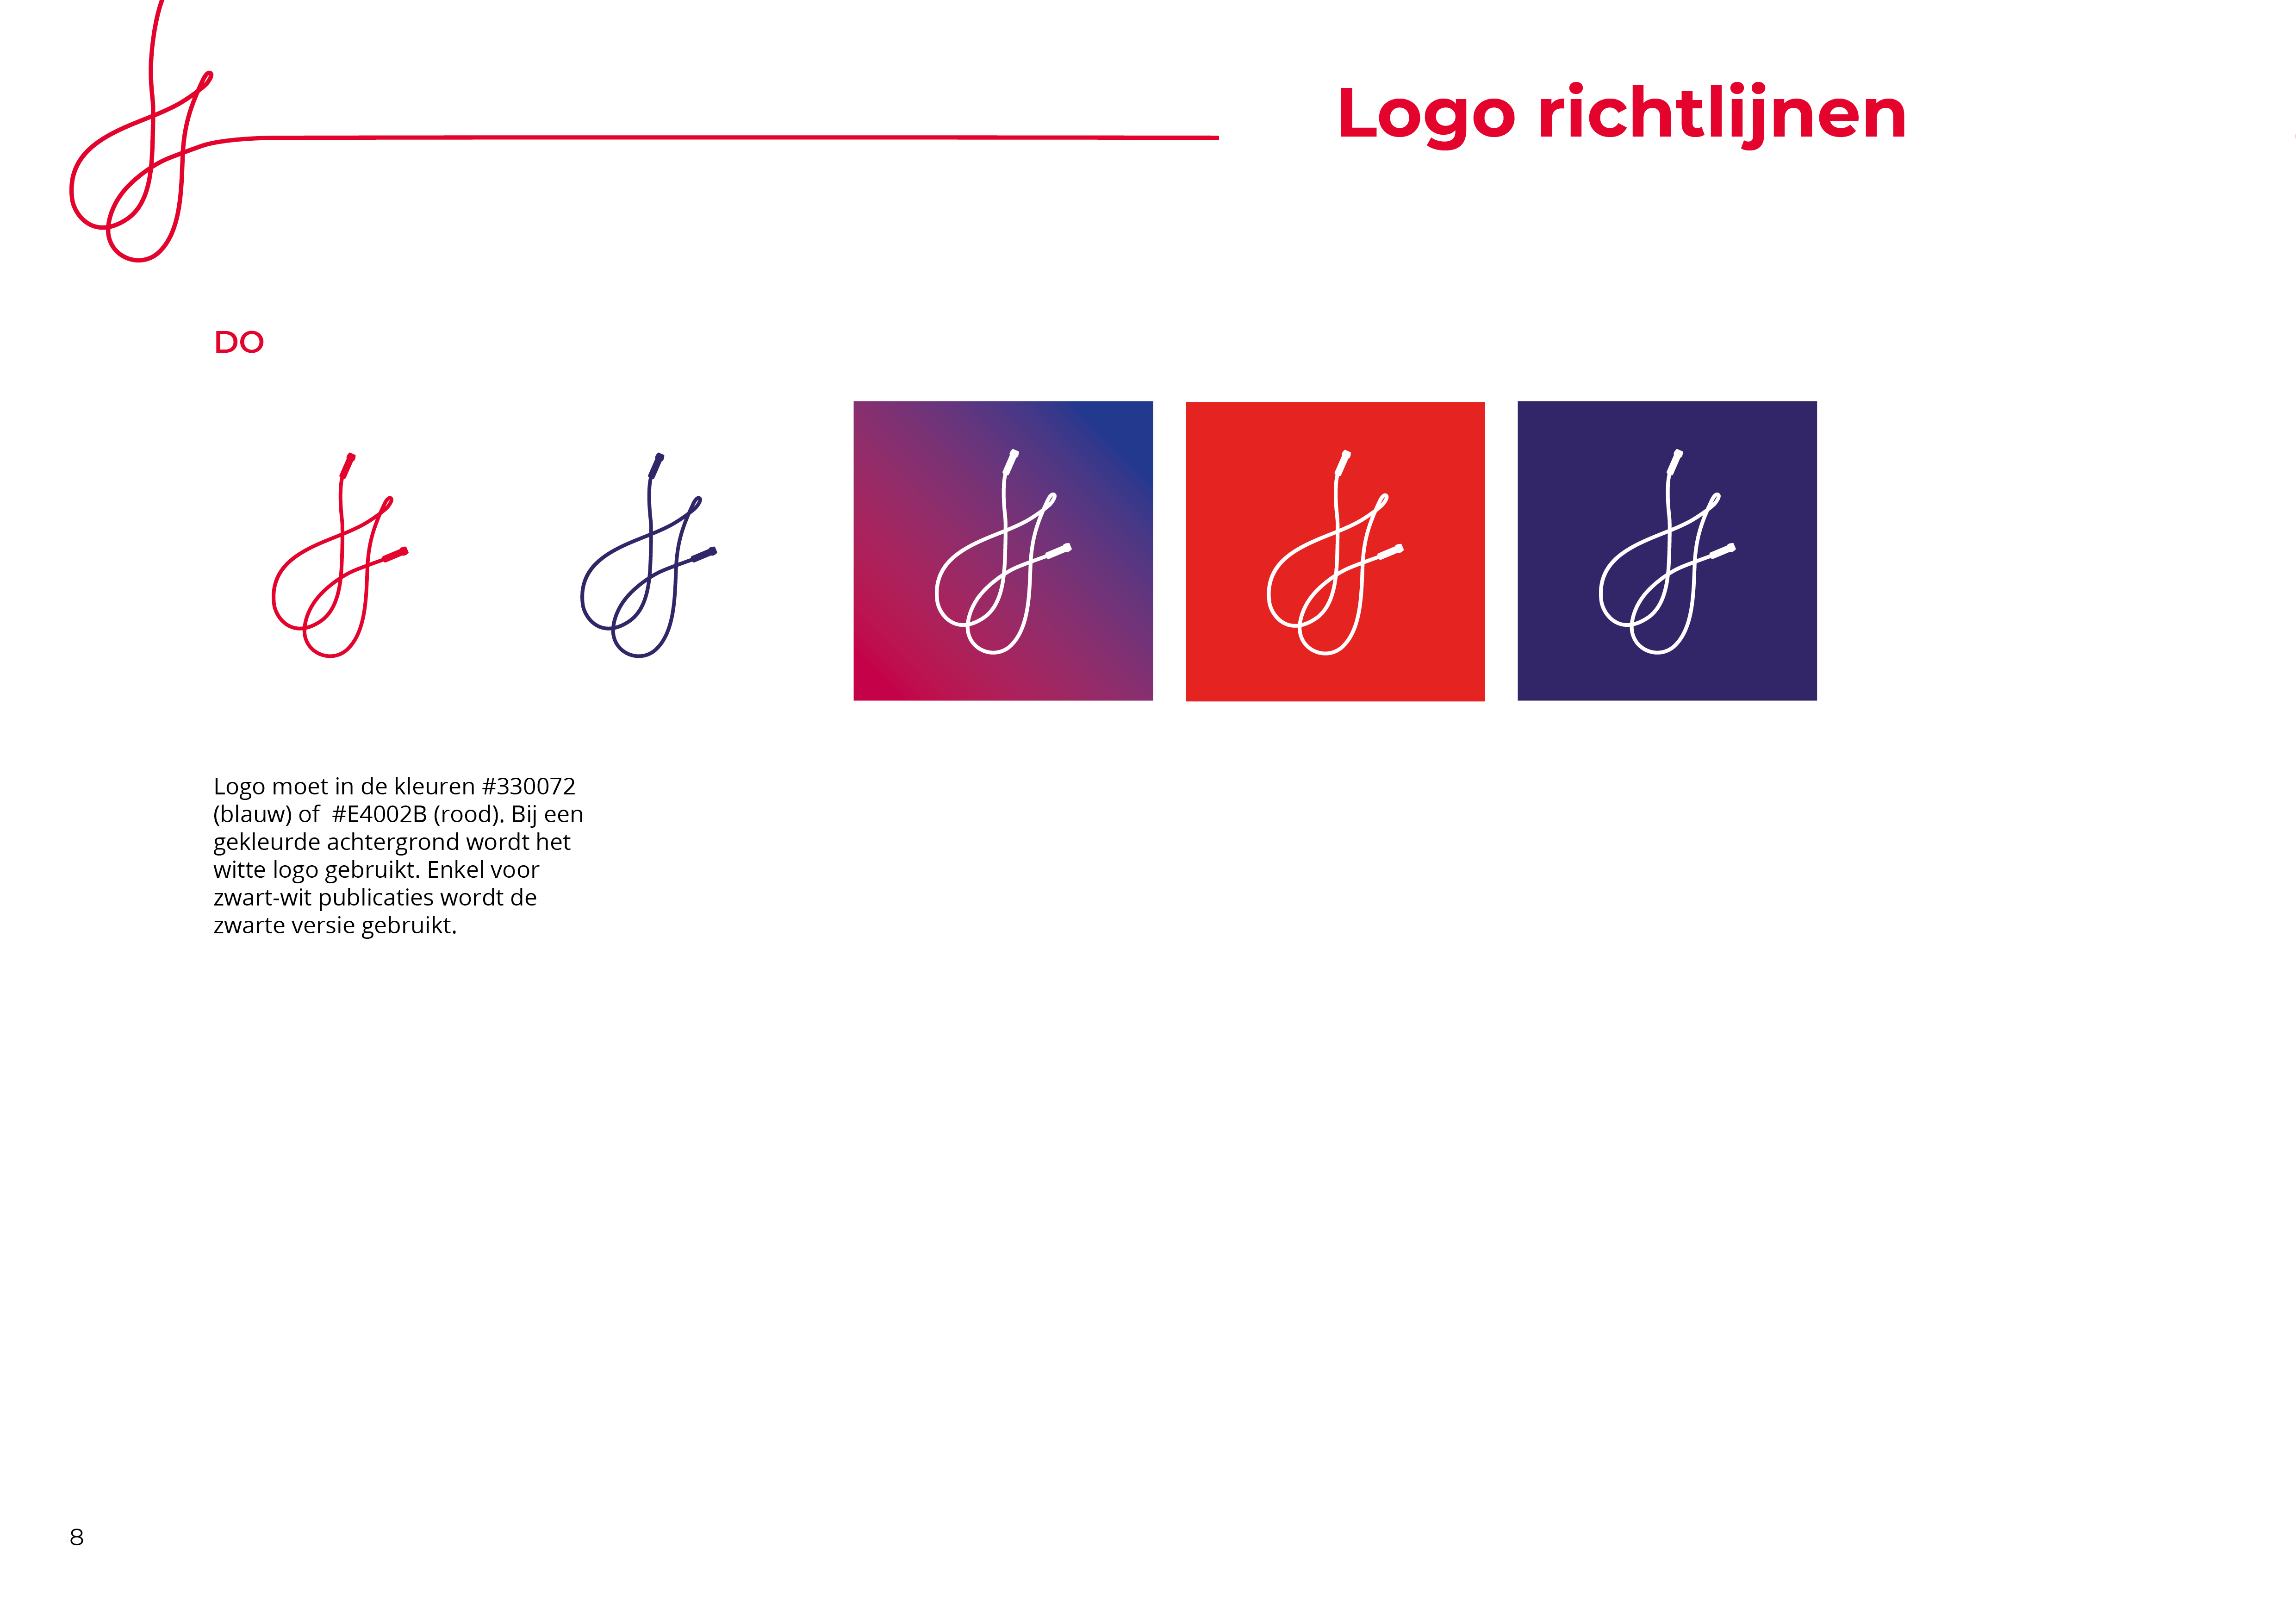 Logo richtlijnen
DO
Logo moet in de kleuren #330072
(blauw) of  #E4002B (rood). Bij een
gekleurde achtergrond wordt het
witte logo gebruikt. Enkel voor
zwart-wit publicaties wordt de
zwarte versie gebruikt.
8